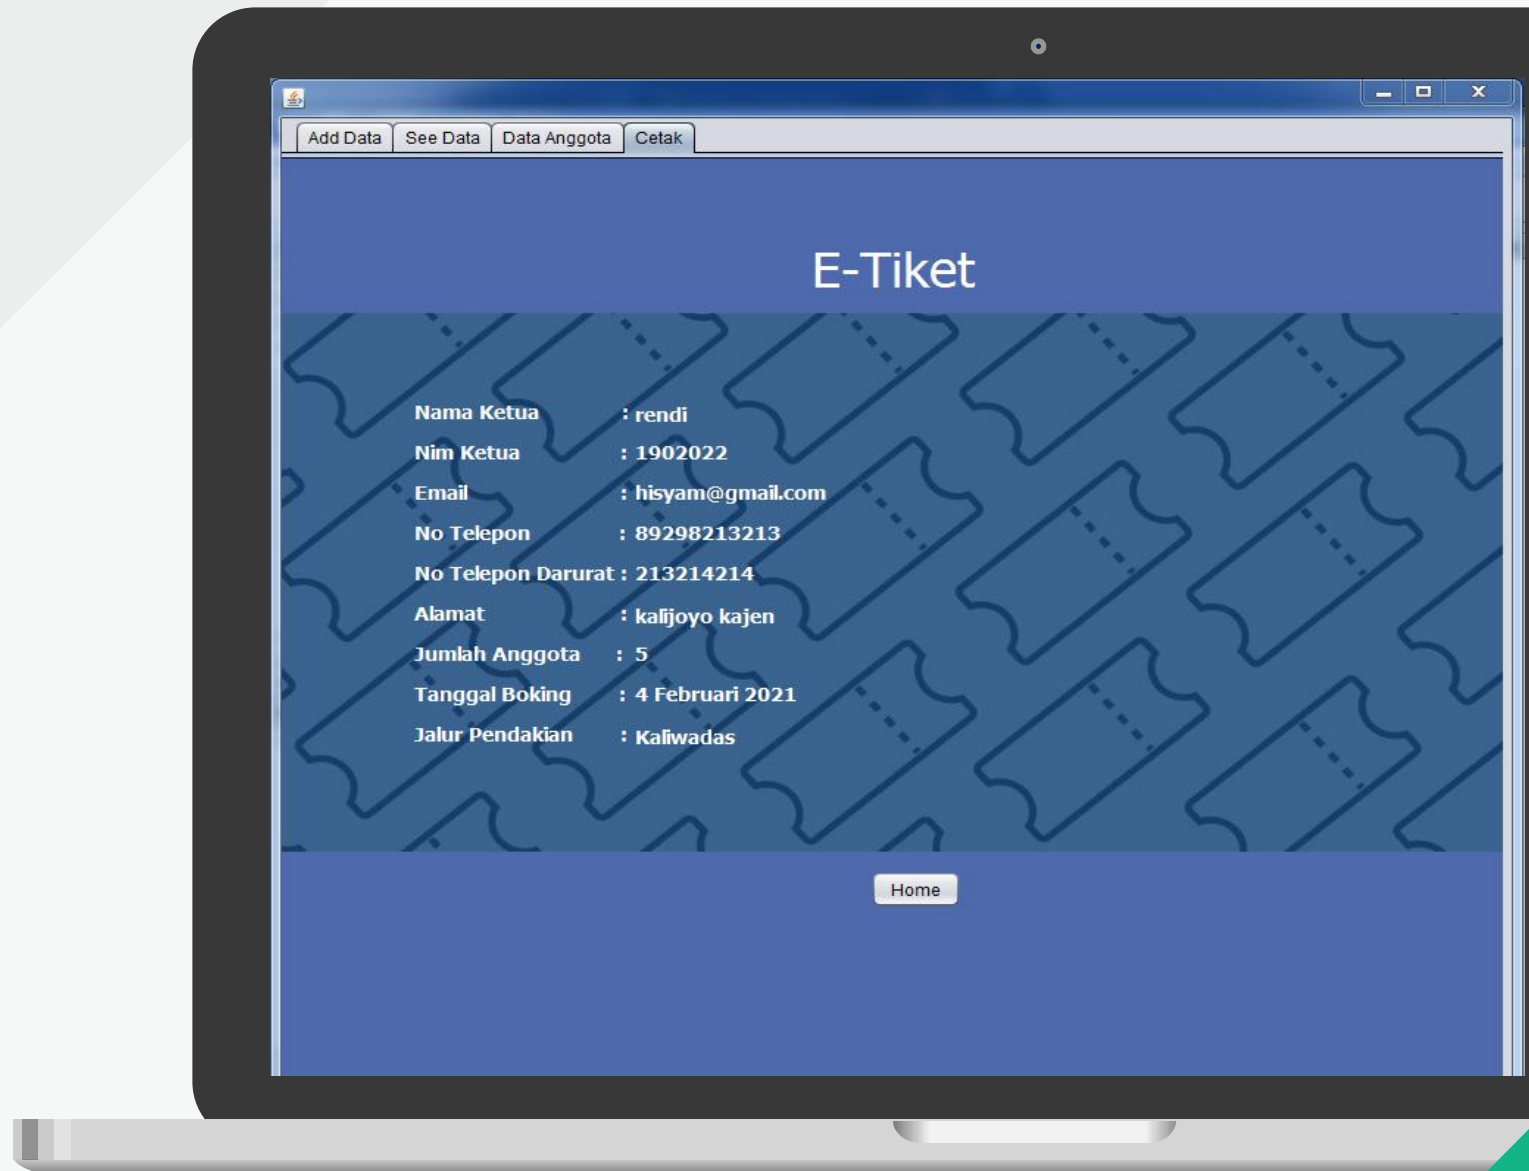 Add Data See Data Data Anggota Cetak
E-Tiket
Nama Ketua : rendi
Nim Ketua : 1902022
Email : hisyam@gmail.com
No Telepon : 89298213213
No Telepon Darurat : 213214214
Alamat : kalijoyo kajen
Jumlah Anggota : 5
Tanggal Boking : 4 Februari 2021
Jalur Pendakian : Kaliwadas
Home